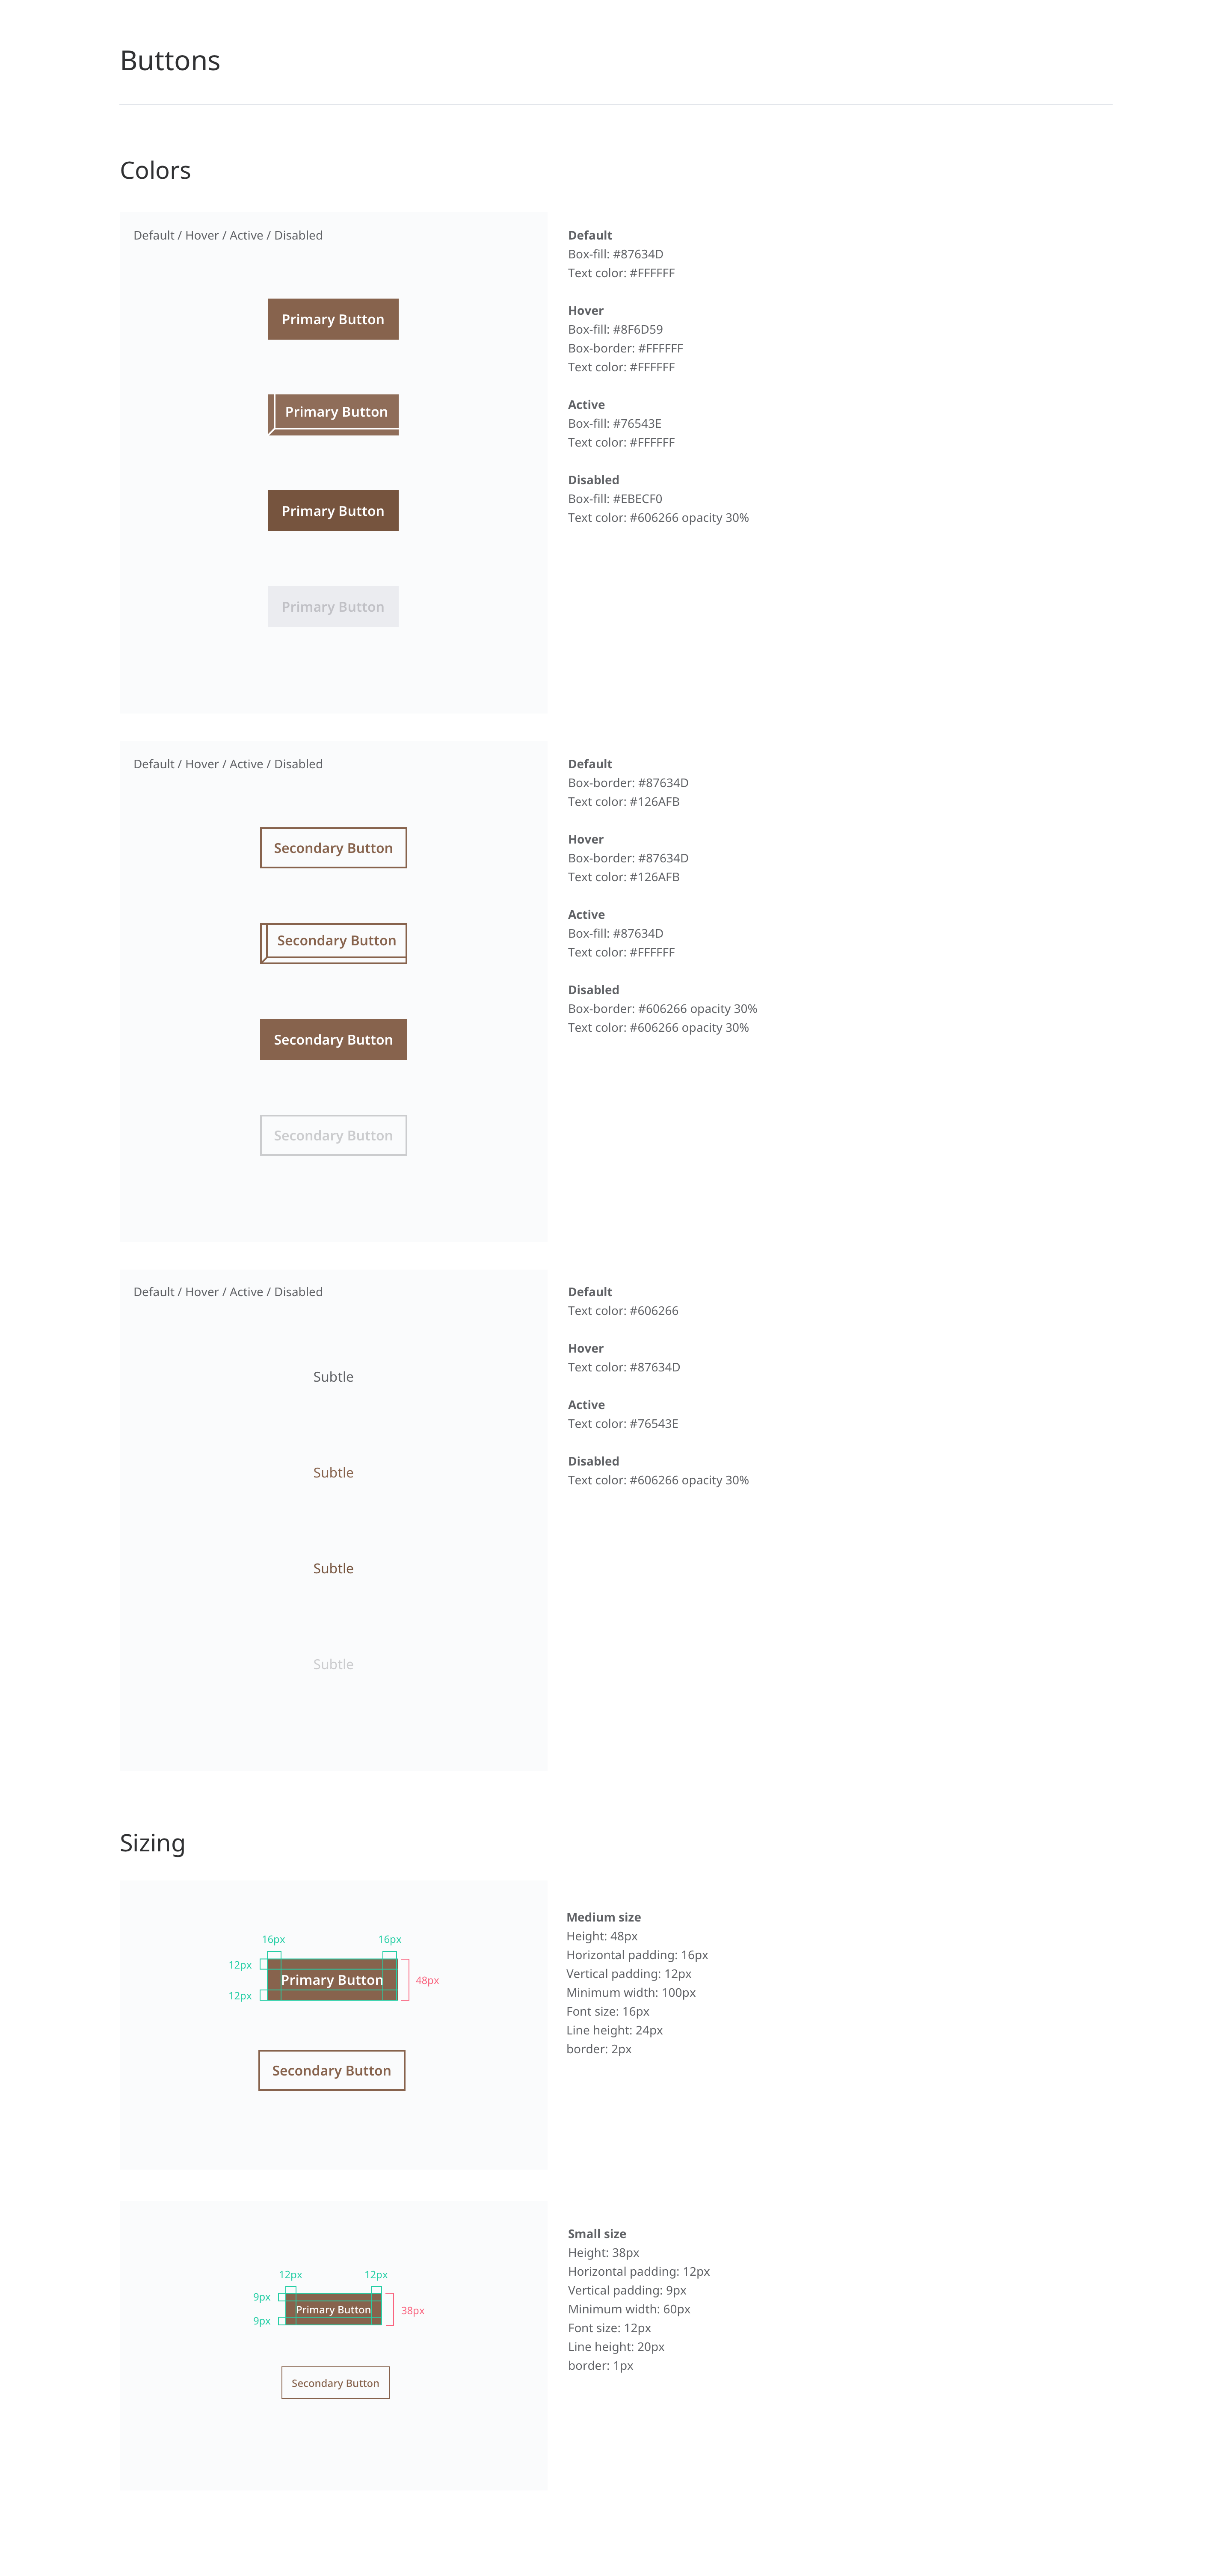 Buttons
Colors
Default / Hover / Active / Disabled
Primary Button
Primary Button
Primary Button
Primary Button
Default
Box-fill: #87634D
Text color: #FFFFFF
Hover
Box-fill: #8F6D59
Box-border: #FFFFFF
Text color: #FFFFFF
Active
Box-fill: #76543E
Text color: #FFFFFF
Disabled
Box-fill: #EBECF0
Text color: #606266 opacity 30%
Default / Hover / Active / Disabled
Secondary Button
Secondary Button
Secondary Button
Secondary Button
Default
Box-border: #87634D
Text color: #126AFB
Hover
Box-border: #87634D
Text color: #126AFB
Active
Box-fill: #87634D
Text color: #FFFFFF
Disabled
Box-border: #606266 opacity 30%
Text color: #606266 opacity 30%
Default / Hover / Active / Disabled
Subtle
Subtle
Subtle
Subtle
Default
Text color: #606266
Hover
Text color: #87634D
Active
Text color: #76543E
Disabled
Text color: #606266 opacity 30%
Sizing
16px 16px
12px
Primary Button
48px
12px
Secondary Button
Medium size
Height: 48px
Horizontal padding: 16px
Vertical padding: 12px
Minimum width: 100px
Font size: 16px
Line height: 24px
border: 2px
12px 12px
9px
Primary Button
38px
9px
Secondary Button
Small size
Height: 38px
Horizontal padding: 12px
Vertical padding: 9px
Minimum width: 60px
Font size: 12px
Line height: 20px
border: 1px